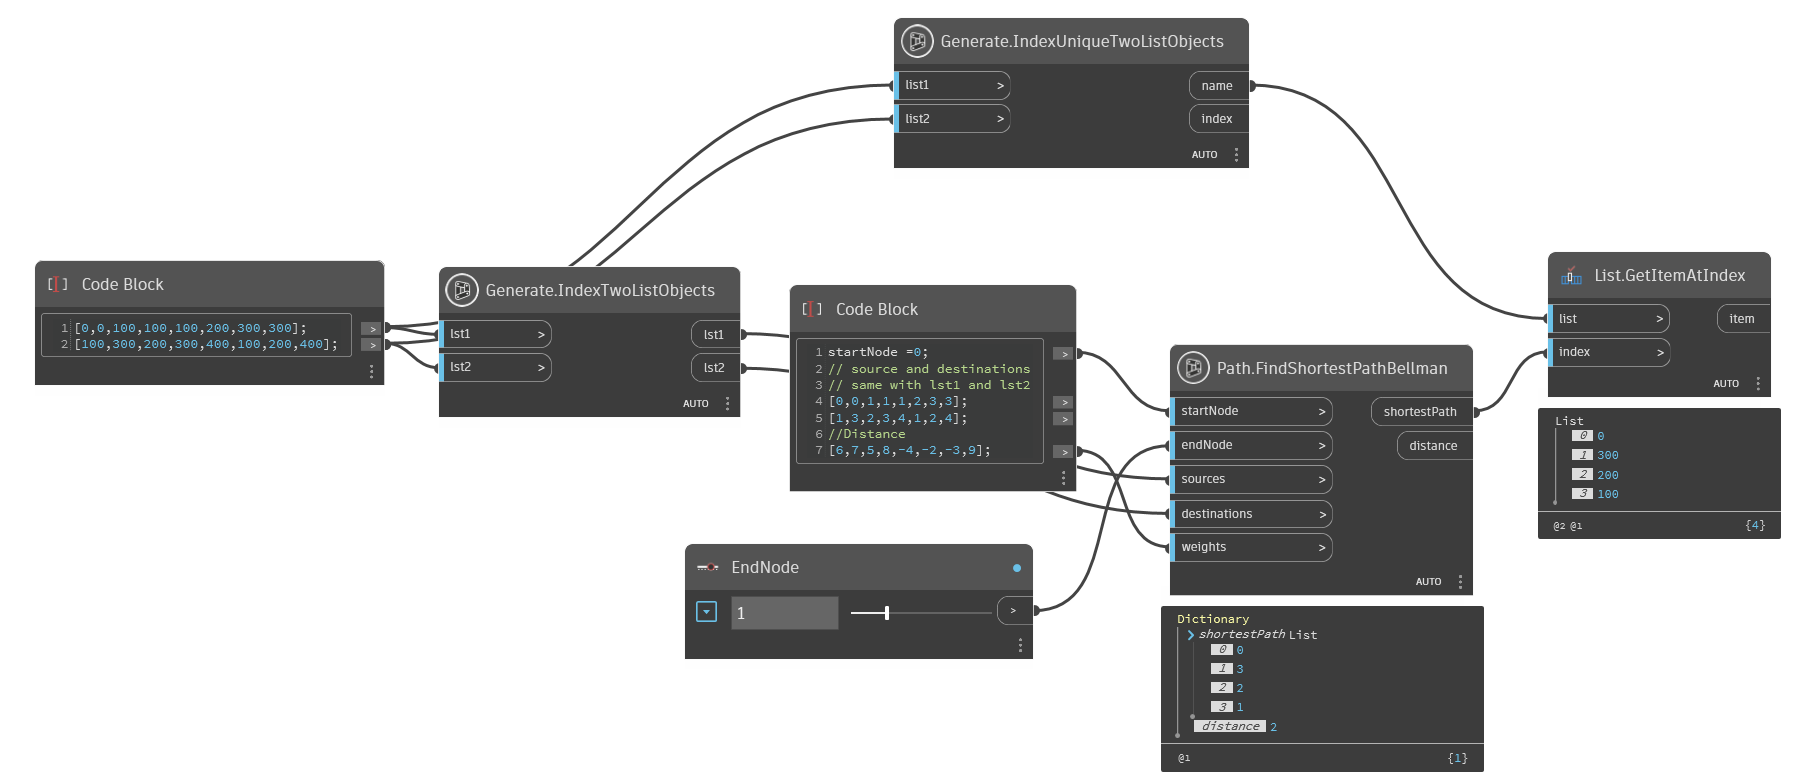 Generate.IndexUniqueTwoListObjects
list1 >
name
list2 >
index
AUTO
Code Block
1 [0,0,100,100,100,200,300,300]; >
2 [100,300,200,300,400,100,200,400]; >
Generate.IndexTwoListObjects
lst1 >
lst1
lst2 >
lst2
AUTO
Code Block
1 startNode =0; >
2 // source and destinations
3 // same with lst1 and lst2
4 [0,0,1,1,1,2,3,3]; >
5 [1,3,2,3,4,1,2,4]; >
6 //Distance
7 [6,7,5,8,-4,-2,-3,9]; >
EndNode
1
>
Path.FindShortestPathBellman
startNode >
shortestPath
endNode >
distance
sources >
destinations >
weights >
AUTO
Dictionary
shortestPath List
0 0
1 3
2 2
3 1
distance 2
@1 {1}
List.GetItemAtIndex
list >
item
index >
AUTO
List
0 0
1 300
2 200
3 100
@2 @1 {4}